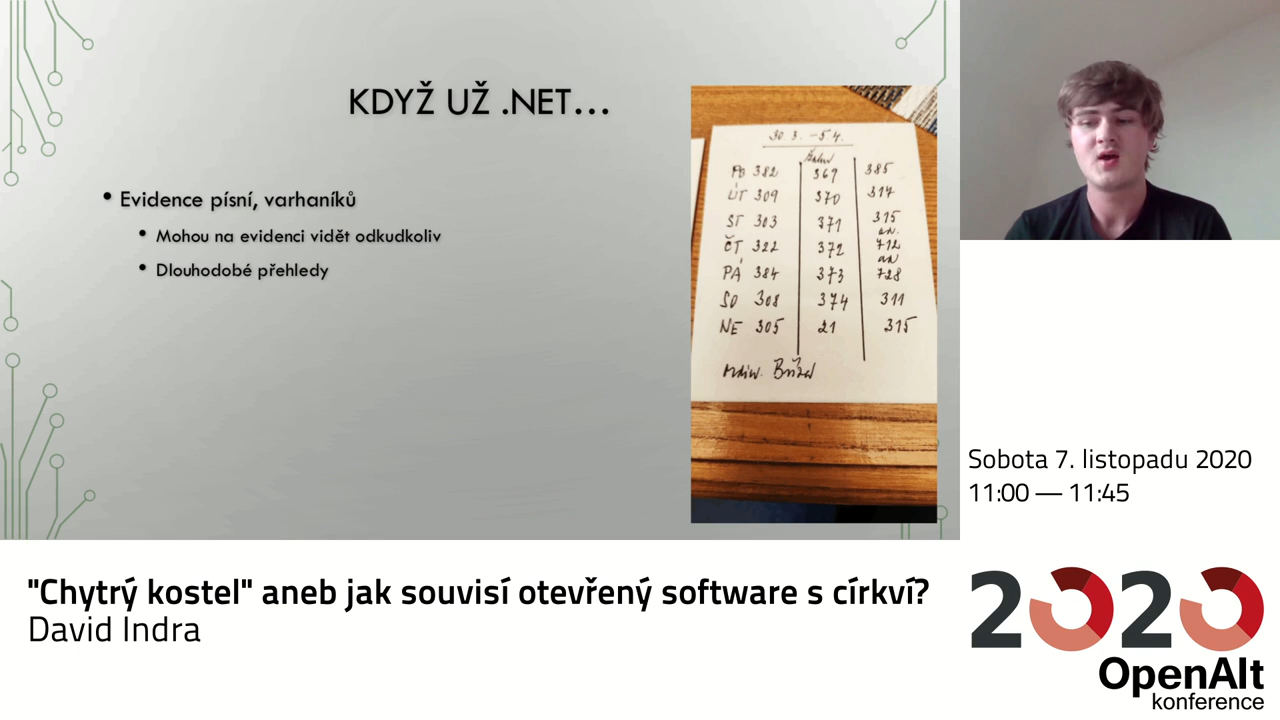 KDYŽ UŽ .NET...
• Evidence písní, varhaníků
• Mohou na evidenci vidět odkudkoliv
• Dlouhodobé přehledy
30. 3. - 5. 4.
PO 382 369 385
ÚT 309 370 317
ST 303 371 315
ČT 322 372 712
PÁ 384 373 728
SO 308 374 311
NE 305 21 315
Sobota 7. listopadu 2020
11:00 — 11:45
"Chytrý kostel" aneb jak souvisí otevřený software s církví?
David Indra
2020
OpenAlt
konference